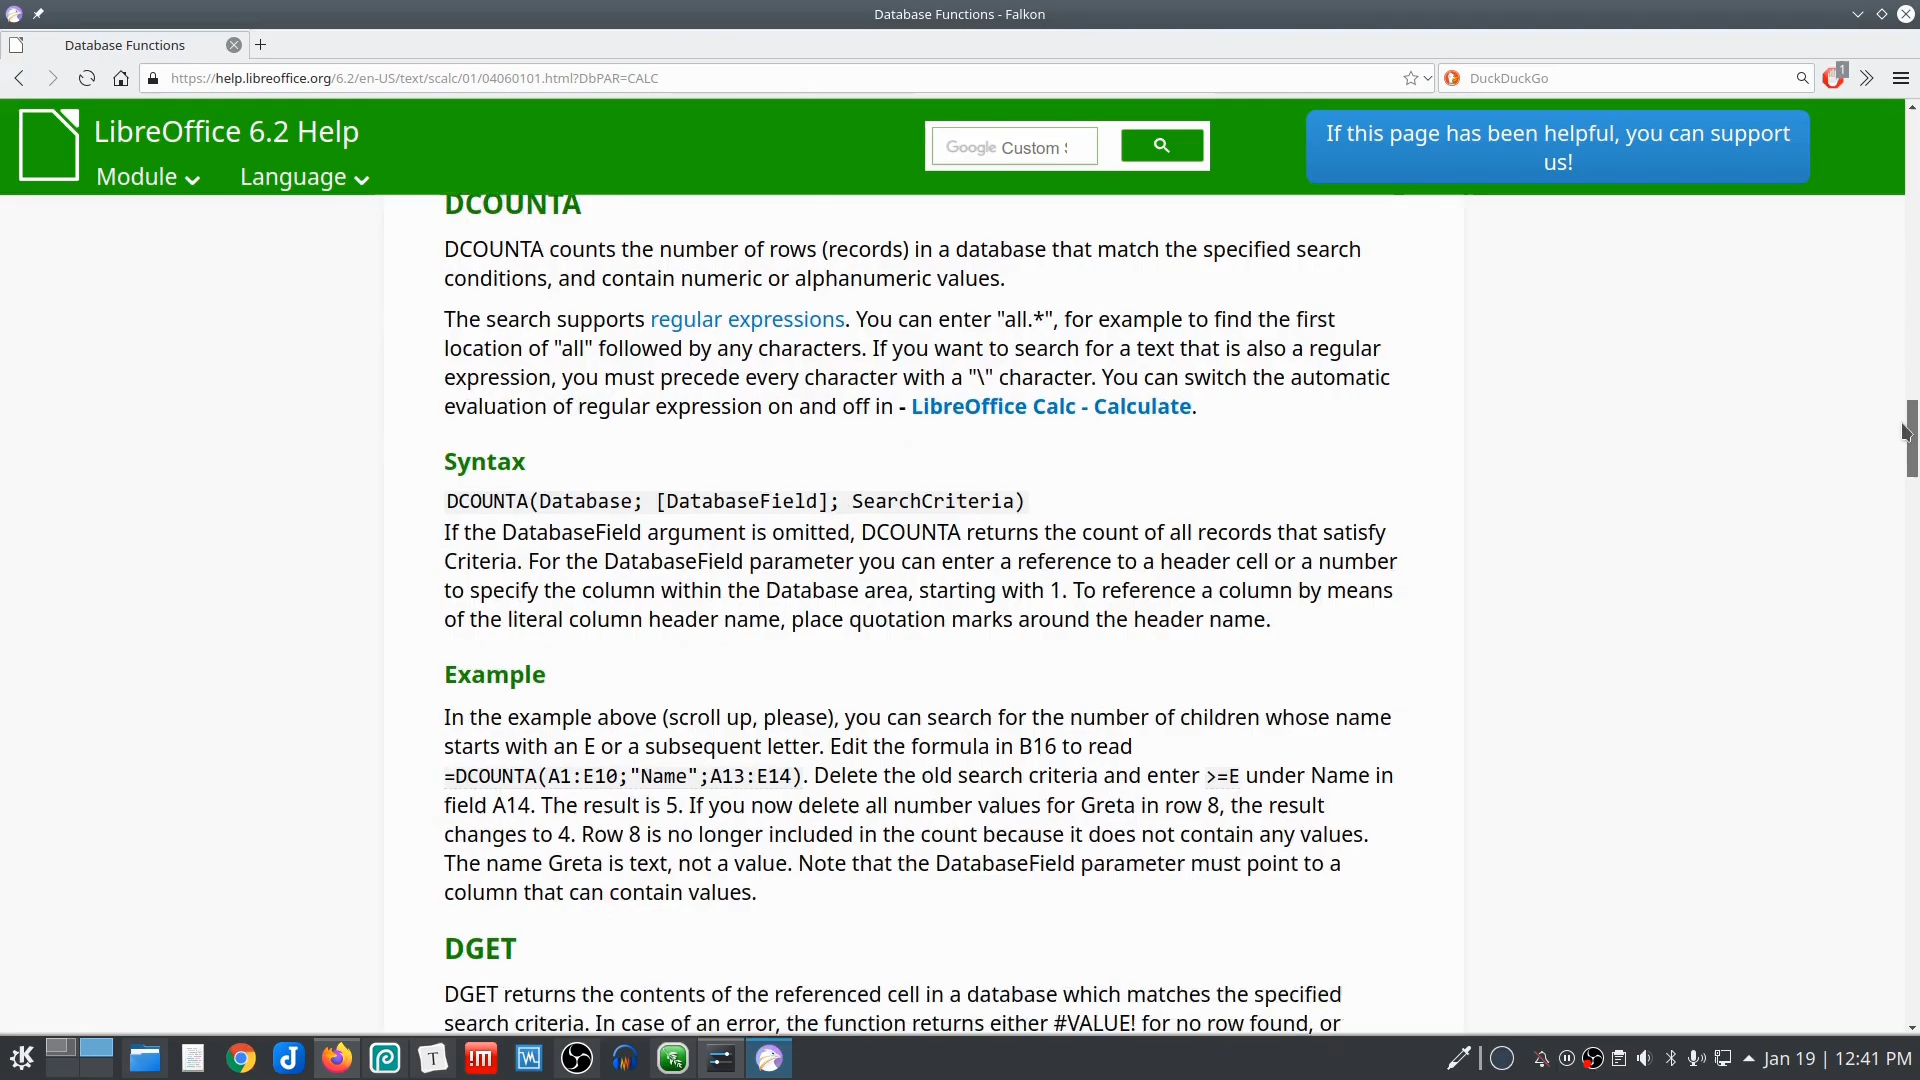 Database Functions - Falkon
Database Functions
https://help.libreoffice.org/6.2/en-US/text/scalc/01/04060101.html?DbPAR=CALC
DuckDuckGo
1
LibreOffice 6.2 Help
Module
Language
Google Custom S
If this page has been helpful, you can support
us!
DCOUNTA
DCOUNTA counts the number of rows (records) in a database that match the specified search
conditions, and contain numeric or alphanumeric values.
The search supports regular expressions. You can enter "all.*", for example to find the first
location of "all" followed by any characters. If you want to search for a text that is also a regular
expression, you must precede every character with a "\" character. You can switch the automatic
evaluation of regular expression on and off in - LibreOffice Calc - Calculate.
Syntax
DCOUNTA(Database; [DatabaseField]; SearchCriteria)
If the DatabaseField argument is omitted, DCOUNTA returns the count of all records that satisfy
Criteria. For the DatabaseField parameter you can enter a reference to a header cell or a number
to specify the column within the Database area, starting with 1. To reference a column by means
of the literal column header name, place quotation marks around the header name.
Example
In the example above (scroll up, please), you can search for the number of children whose name
starts with an E or a subsequent letter. Edit the formula in B16 to read
=DCOUNTA(A1:E10;"Name";A13:E14). Delete the old search criteria and enter >=E under Name in
field A14. The result is 5. If you now delete all number values for Greta in row 8, the result
changes to 4. Row 8 is no longer included in the count because it does not contain any values.
The name Greta is text, not a value. Note that the DatabaseField parameter must point to a
column that can contain values.
DGET
DGET returns the contents of the referenced cell in a database which matches the specified
search criteria. In case of an error, the function returns either #VALUE! for no row found, or
T
!m
Jan 19 | 12:41 PM